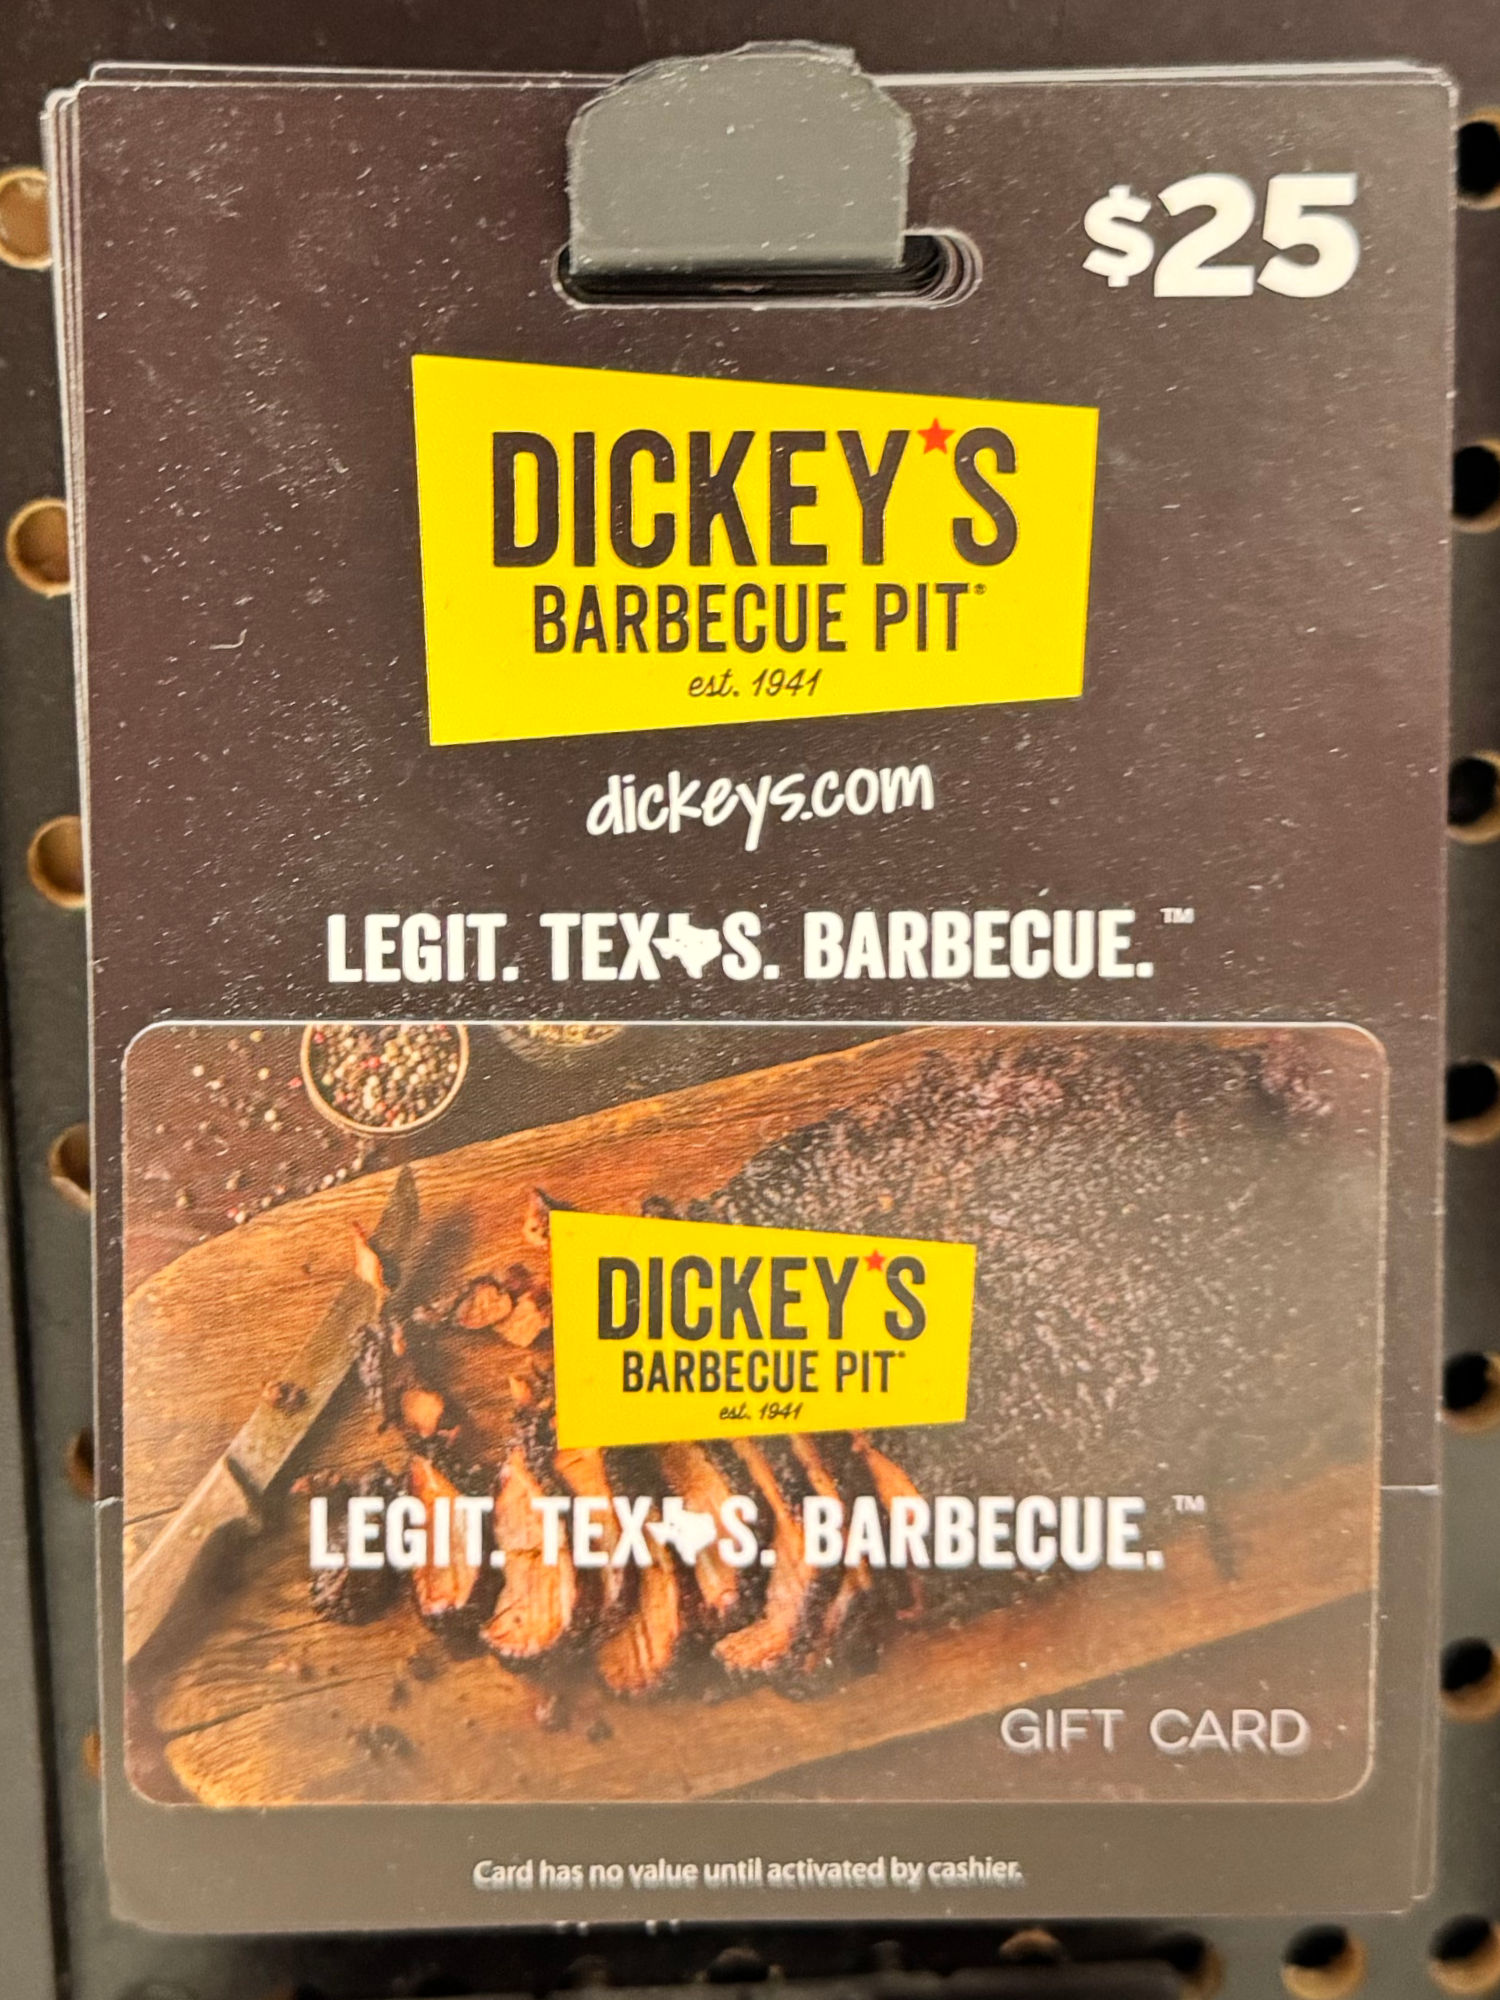 $25
DICKEY'S
BARBECUE PIT®
est. 1941
dickeys.com
LEGIT. TEXAS. BARBECUE.™
DICKEY'S
BARBECUE PIT
est. 1941
LEGIT. TEXAS. BARBECUE.™
GIFT CARD
Card has no value until activated by cashier.